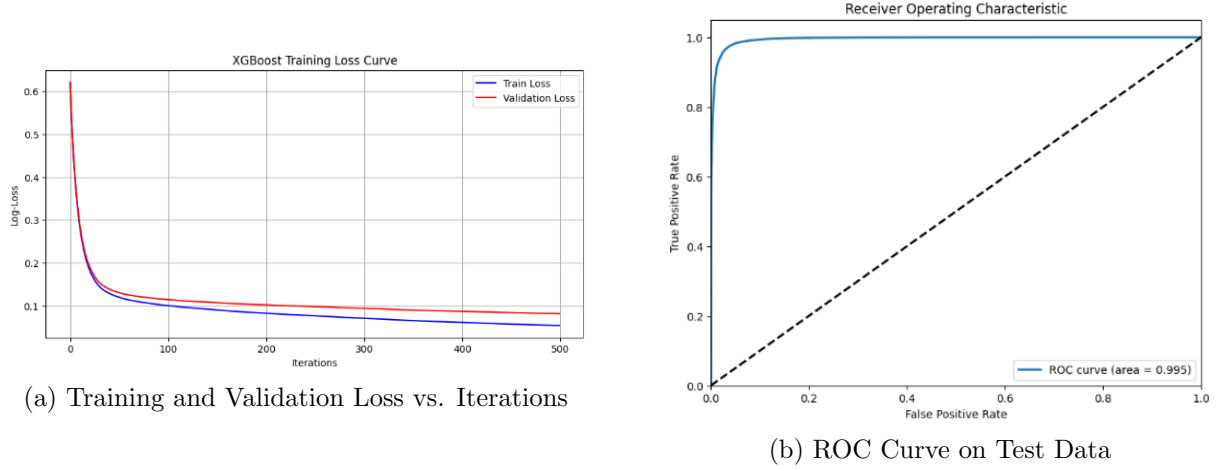 XGBoost Training Loss Curve
Train Loss
Validation Loss
Log-Loss
0.6
0.5
0.4
0.3
0.2
0.1
0
100
200
300
400
500
Iterations
(a) Training and Validation Loss vs. Iterations
Receiver Operating Characteristic
True Positive Rate
1.0
0.8
0.6
0.4
0.2
0.0
ROC curve (area = 0.995)
0.0
0.2
0.4
0.6
0.8
1.0
False Positive Rate
(b) ROC Curve on Test Data